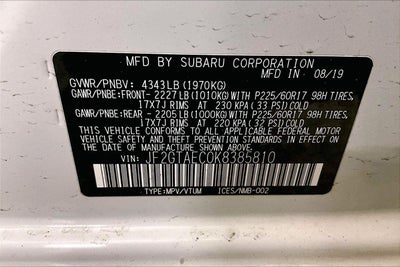 MFD. BY SUBARU CORPORATION
MADE IN JAPAN 08/19
GVWR/PNBV: 4343LB (1970KG)
GAWR/PNBE:FRONT- 2227LB(1010KG) WITH P225/60R17 98H TIRES,
17X7J RIMS AT 230 KPA(33 PSI)COLD
GAWR/PNBE:REAR - 2205LB(1000KG) WITH P225/60R17 98H TIRES,
17X7J RIMS AT 220 KPA(32 PSI)COLD
THIS VEHICLE CONFORMS TO ALL APPLICABLE FEDERAL MOTOR
VEHICLE SAFETY AND THEFT PREVENTION STANDARDS IN
EFFECT ON THE DATE OF MANUFACTURE SHOWN ABOVE.
VIN: JF2GTAEC0K8385810
TYPE:MPV/VTUM ICES/NMB-002